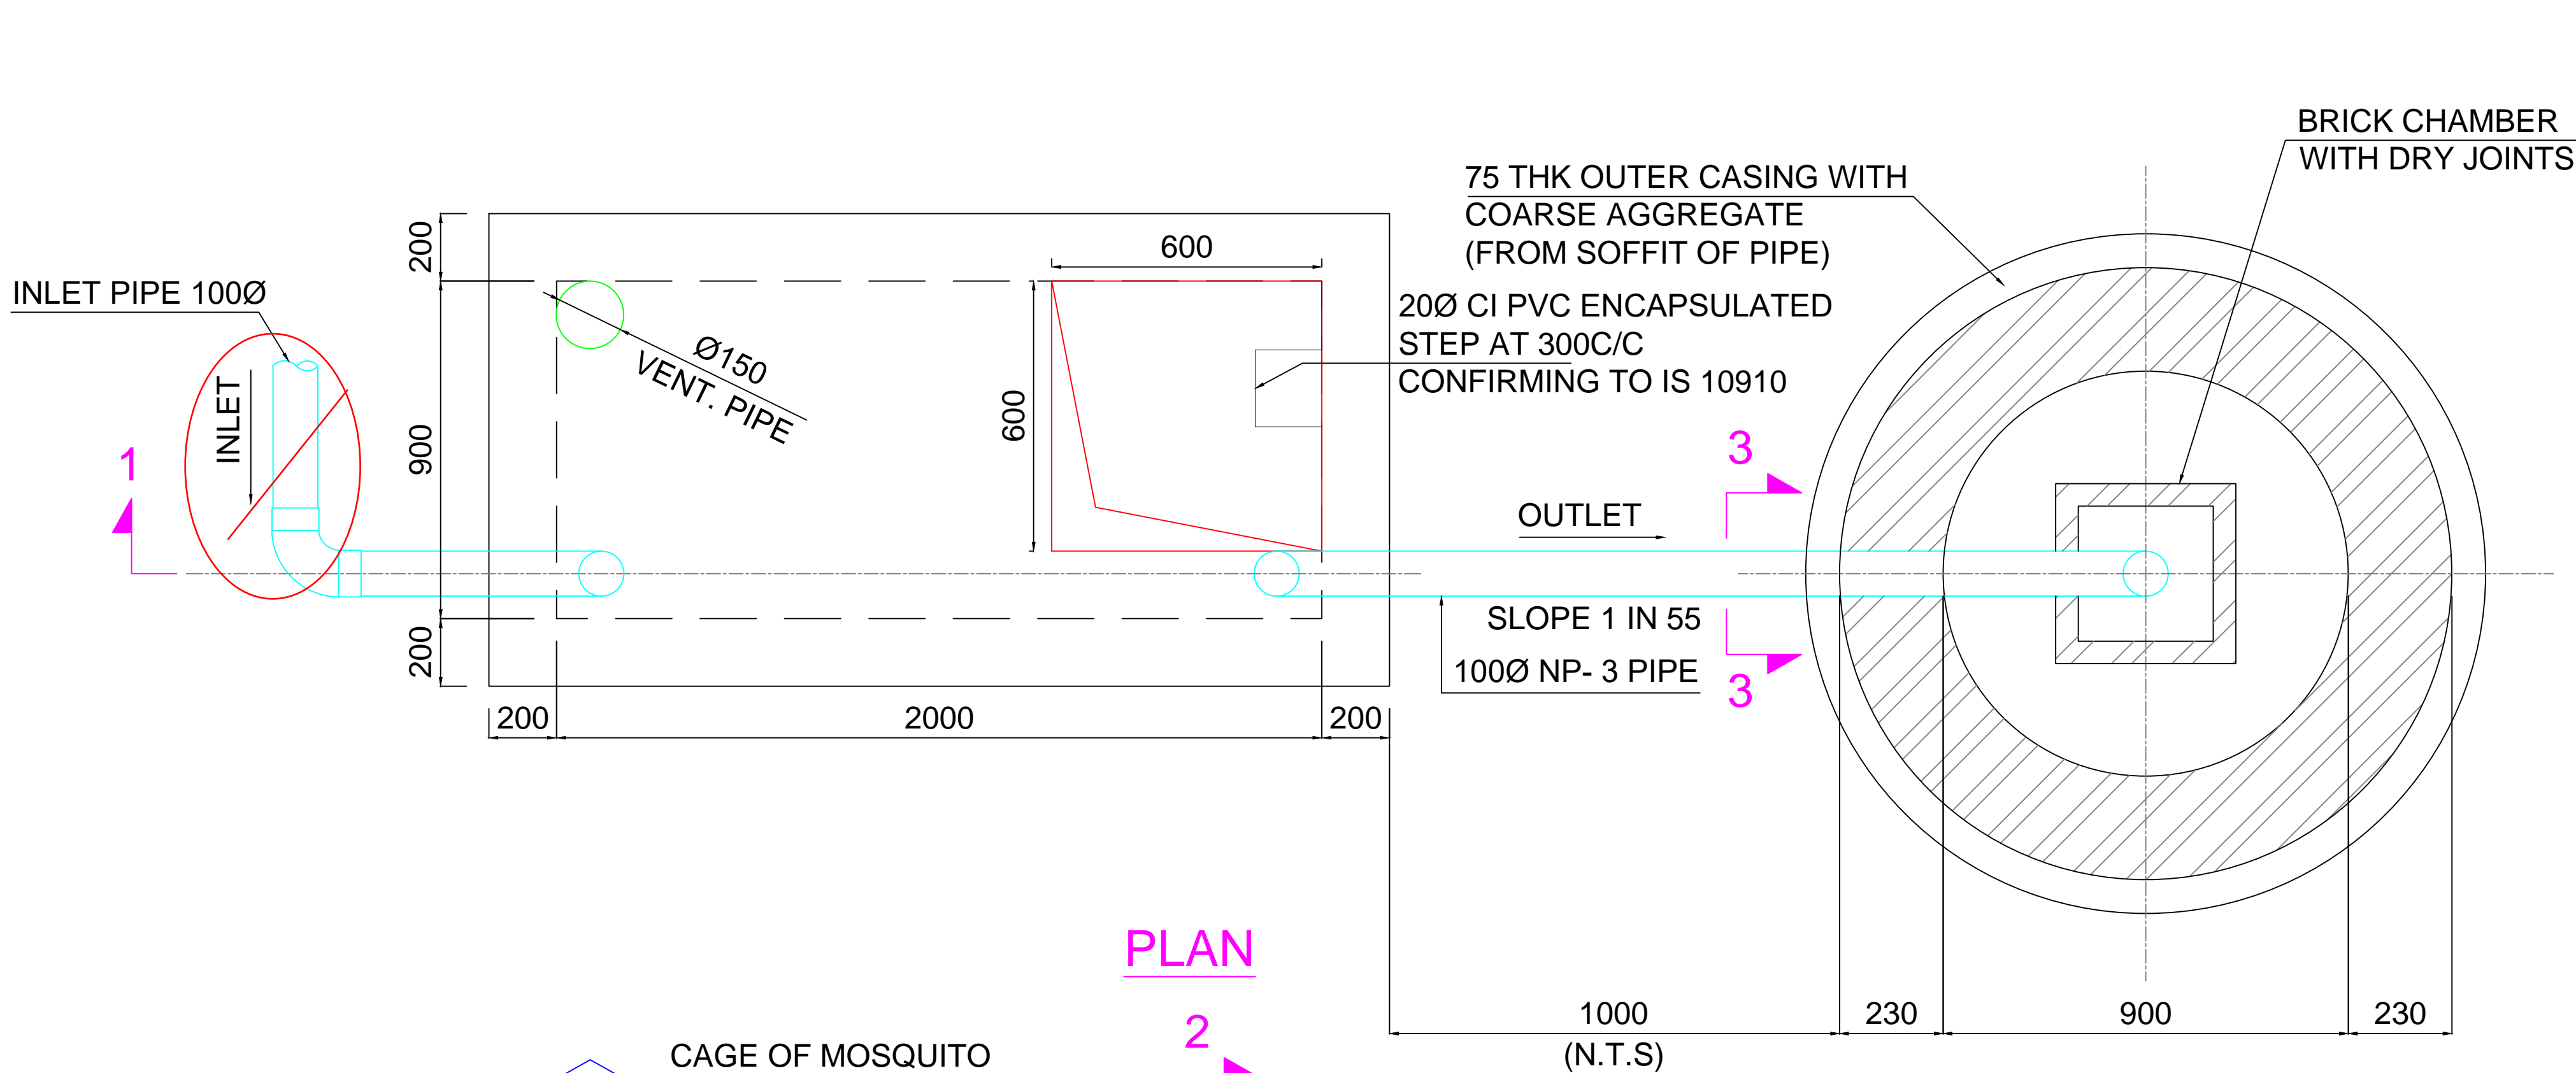 BRICK CHAMBER
WITH DRY JOINTS
75 THK OUTER CASING WITH
COARSE AGGREGATE
(FROM SOFFIT OF PIPE)
200
600
INLET PIPE 100Ø
20Ø CI PVC ENCAPSULATED
STEP AT 300C/C
CONFIRMING TO IS 10910
Ø150
VENT. PIPE
INLET
900
600
1
3
OUTLET
SLOPE 1 IN 55
200
100Ø NP- 3 PIPE
3
200
2000
200
PLAN
1000
230
900
230
(N.T.S)
2
CAGE OF MOSQUITO